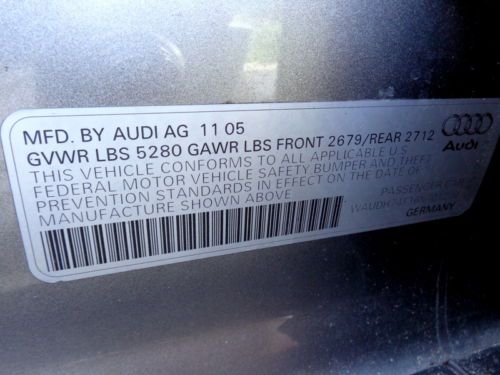 MFD. BY AUDI AG 11 05
GVWR LBS 5280 GAWR LBS FRONT 2679/REAR 2712
THIS VEHICLE CONFORMS TO ALL APPLICABLE U.S.
FEDERAL MOTOR VEHICLE SAFETY BUMPER AND THEFT
PREVENTION STANDARDS IN EFFECT ON THE DATE OF
MANUFACTURE SHOWN ABOVE
Audi
PASSENGER CAR
GERMANY